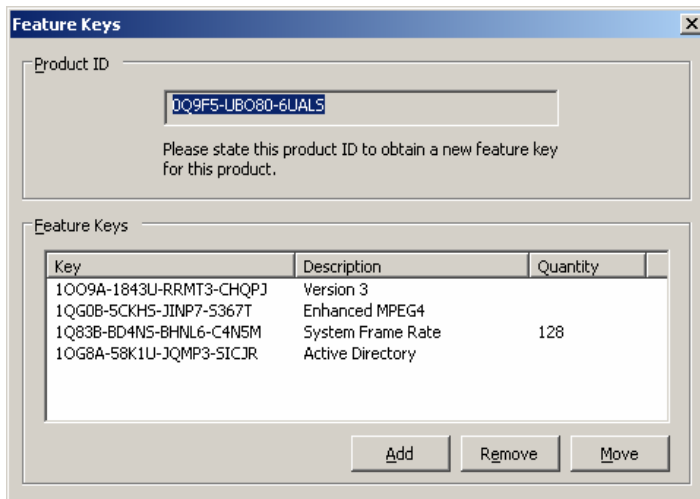 Feature Keys
Product ID
0Q9F5-UBO80-6UALS
Please state this product ID to obtain a new feature key
for this product.
Feature Keys
Key Description Quantity
1OO9A-1843U-RRMT3-CHQPJ Version 3
1QG0B-5CKHS-JINP7-S367T Enhanced MPEG4
1Q83B-BD4NS-BHNL6-C4N5M System Frame Rate 128
1OG8A-58K1U-JQMP3-SICJR Active Directory
Add Remove Move